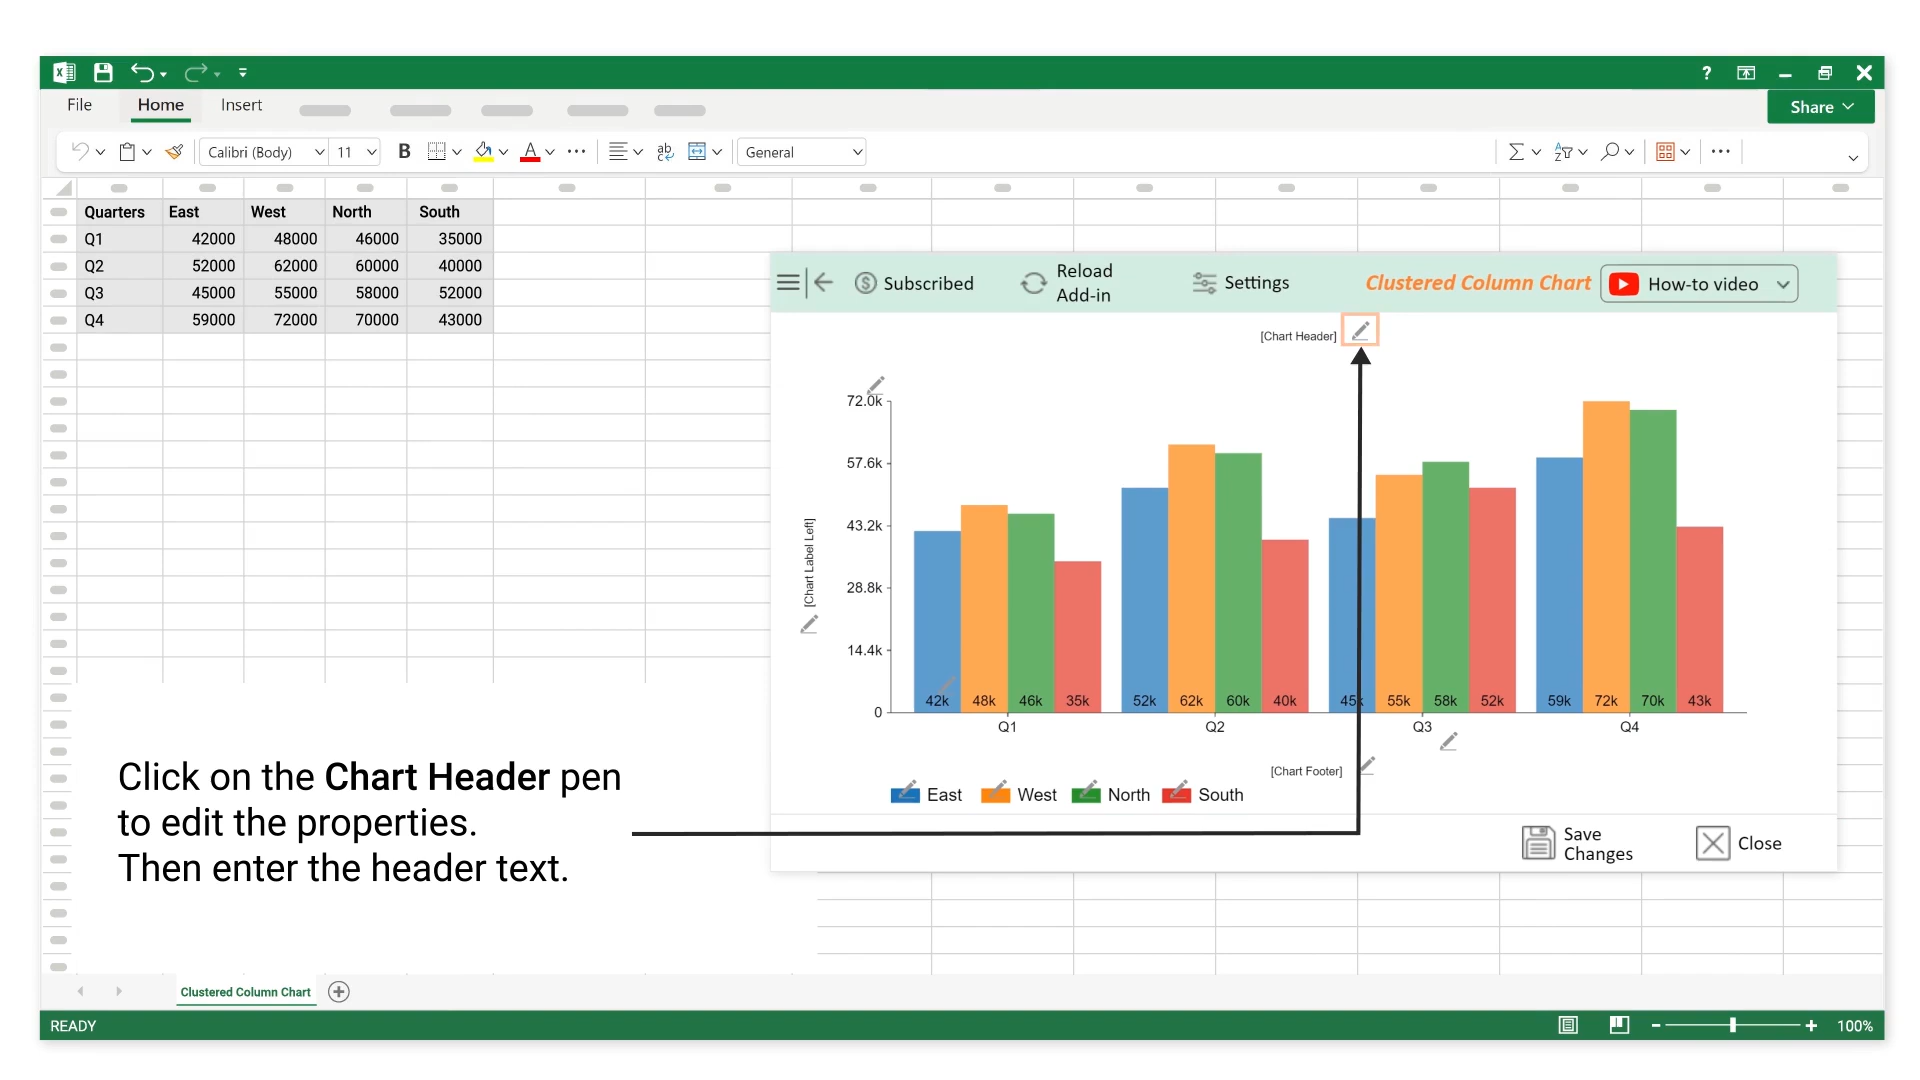 File Home Insert
Share
Calibri (Body) 11 B A ab General
Quarters East West North South
Q1 42000 48000 46000 35000
Q2 52000 62000 60000 40000
Q3 45000 55000 58000 52000
Q4 59000 72000 70000 43000
Subscribed
Reload
Add-in
Settings
Clustered Column Chart
How-to video
[Chart Header]
72.0k
57.6k
43.2k
28.8k
14.4k
0
[Chart Label Left]
42k 48k 46k 35k 52k 62k 60k 40k 45k 55k 58k 52k 59k 72k 70k 43k
Q1 Q2 Q3 Q4
[Chart Footer]
East West North South
Save
Changes
Close
Click on the Chart Header pen
to edit the properties.
Then enter the header text.
Clustered Column Chart
READY
100%